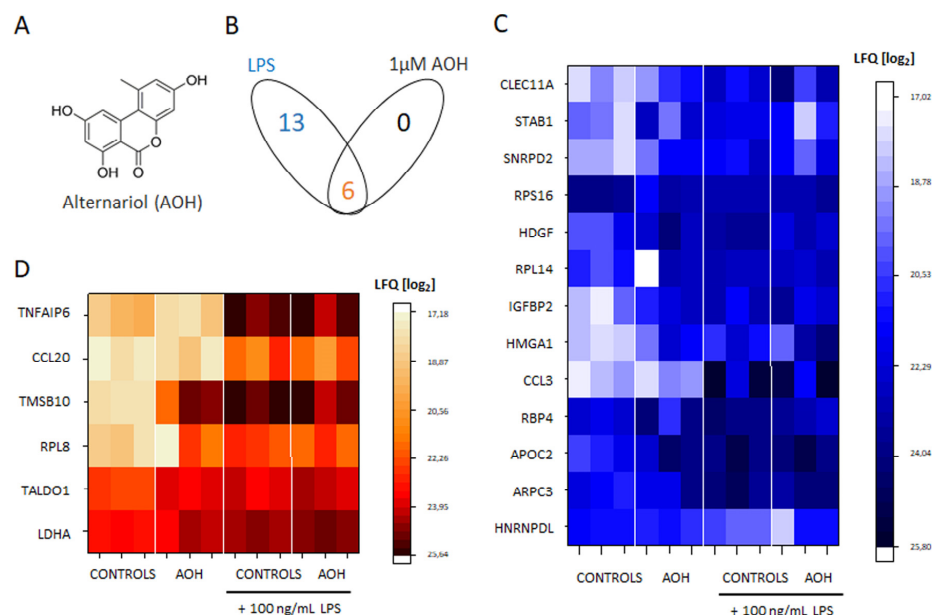 A
OH
HO
O
OH
O
Alternariol (AOH)
B
LPS
1µM AOH
13
0
6
C
LFQ [log2]
CLEC11A
STAB1
SNRPD2
RPS16
HDGF
RPL14
IGFBP2
HMGA1
CCL3
RBP4
APOC2
ARPC3
HNRNPDL
17,02
18,78
20,53
22,29
24,04
25,80
CONTROLS AOH CONTROLS AOH
+ 100 ng/mL LPS
D
LFQ [log2]
TNFAIP6
CCL20
TMSB10
RPL8
TALDO1
LDHA
17,18
18,87
20,56
22,26
23,95
25,64
CONTROLS AOH CONTROLS AOH
+ 100 ng/mL LPS